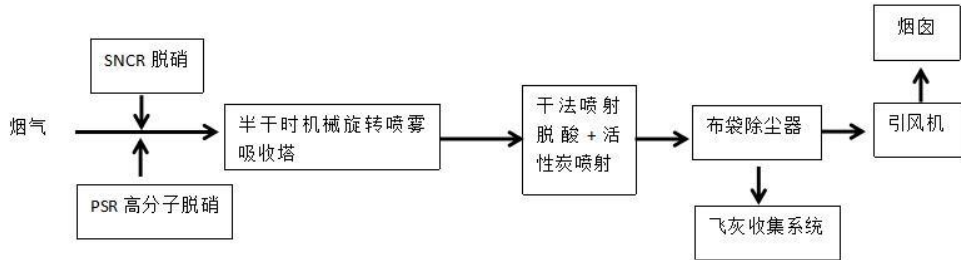 烟囱
SNCR 脱硝
烟气
半干时机械旋转喷雾
吸收塔
干法喷射
脱酸+活
性炭喷射
布袋除尘器
引风机
PSR 高分子脱硝
飞灰收集系统